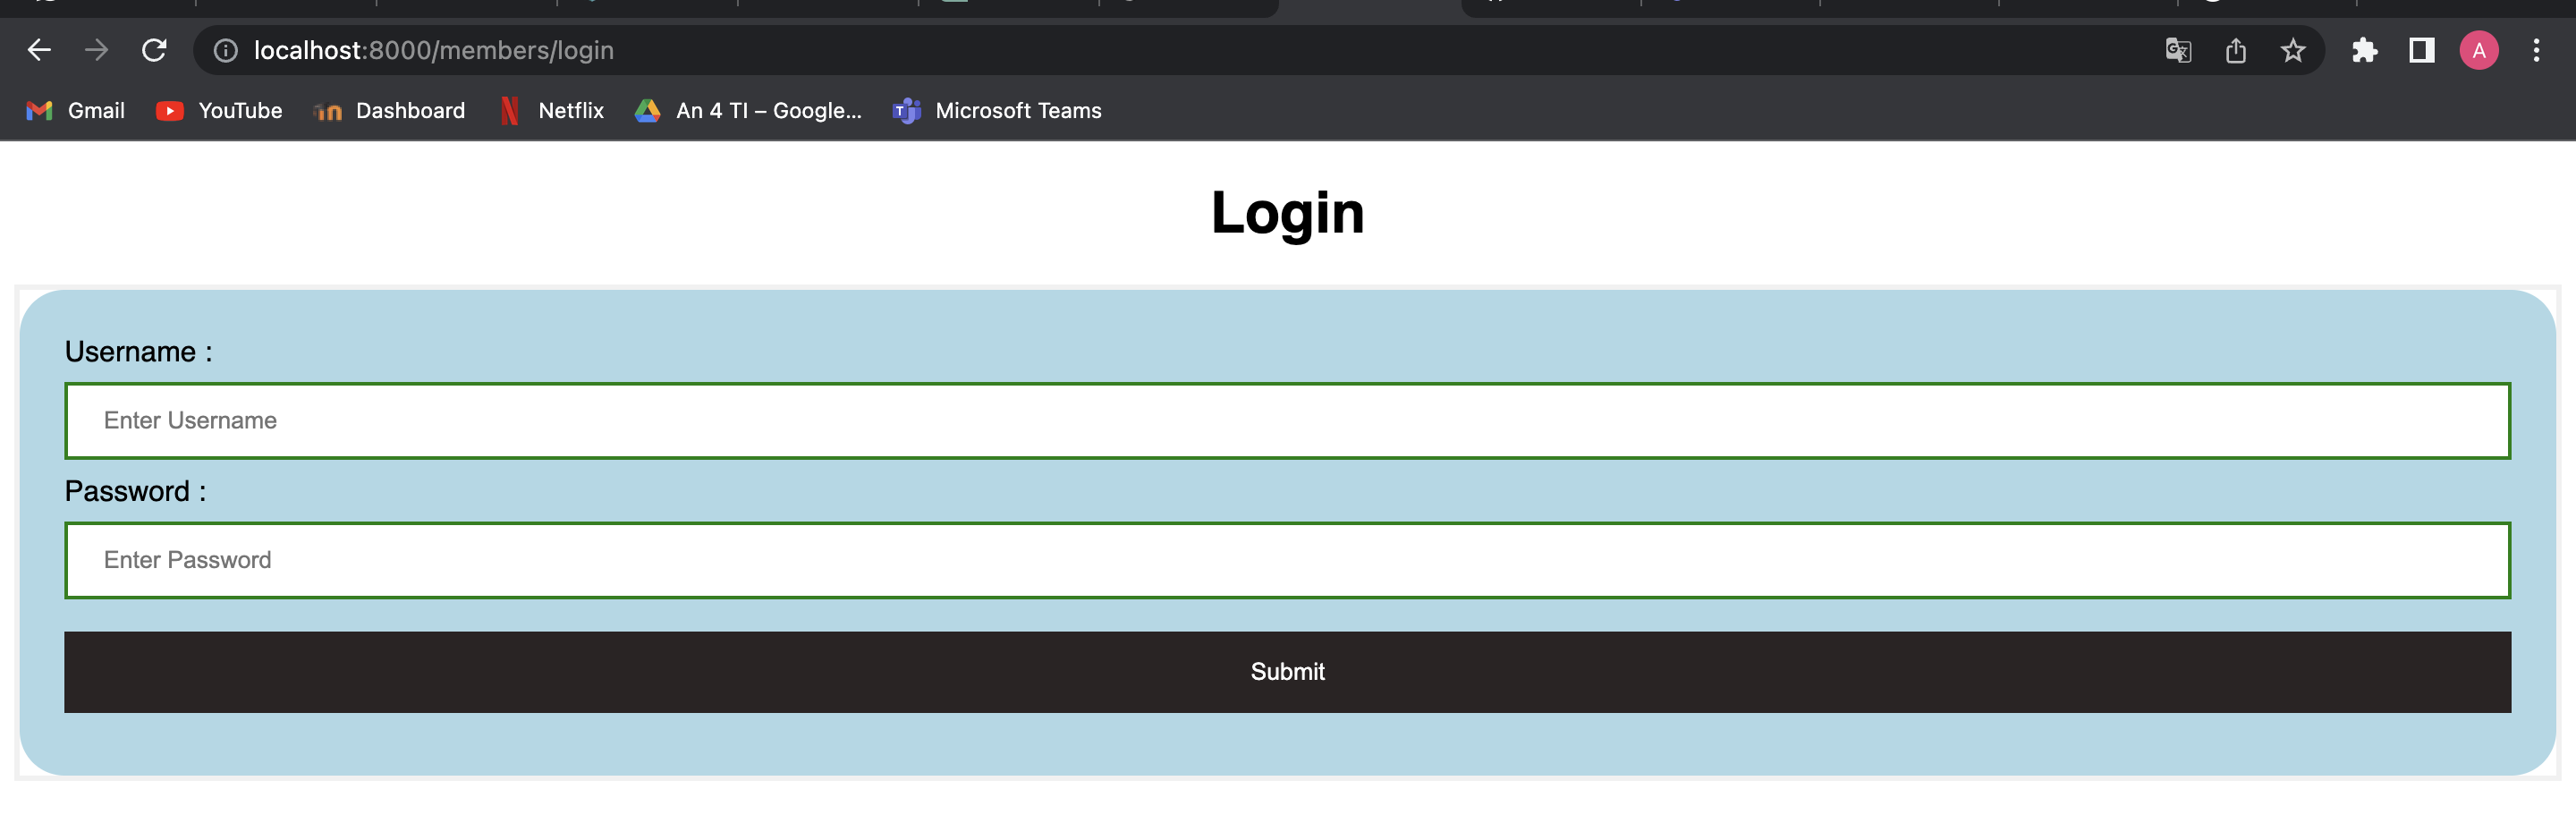 localhost:8000/members/login
A
Gmail YouTube Dashboard Netflix An 4 TI – Google... Microsoft Teams
Login
Username :
Enter Username
Password :
Enter Password
Submit